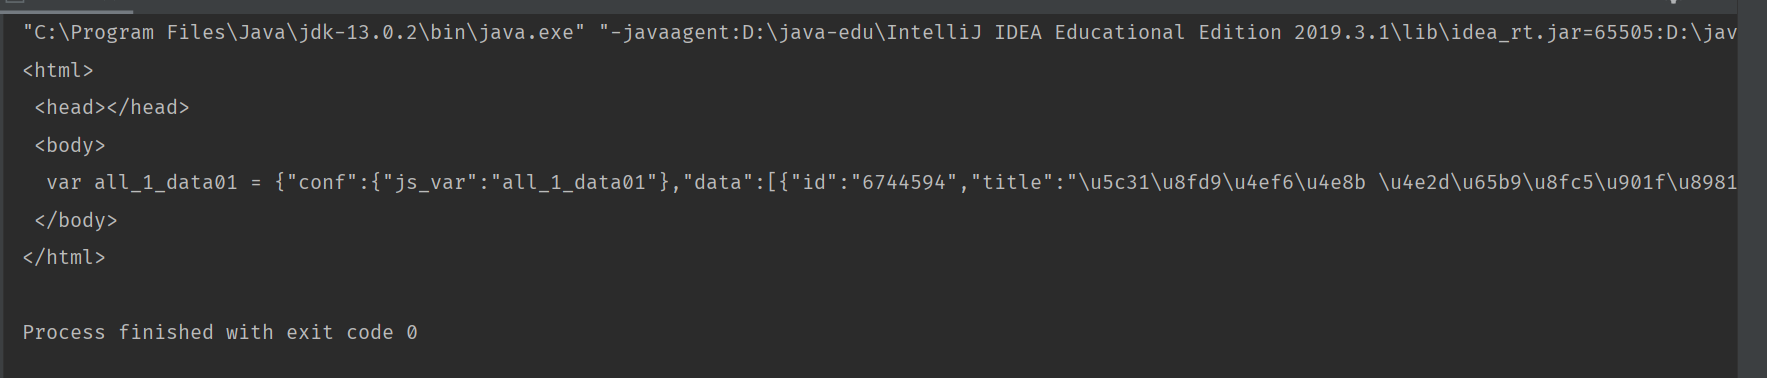 "C:\Program Files\Java\jdk-13.0.2\bin\java.exe" "-javaagent:D:\java-edu\IntelliJ IDEA Educational Edition 2019.3.1\lib\idea_rt.jar=65505:D:\jav
<html>
<head></head>
<body>
var all_1_data01 = {"conf":{"js_var":"all_1_data01"},"data":[{"id":"6744594","title":"\u5c31\u8fd9\u4ef6\u4e8b \u4e2d\u65b9\u8fc5\u901f\u8981
</body>
</html>
Process finished with exit code 0